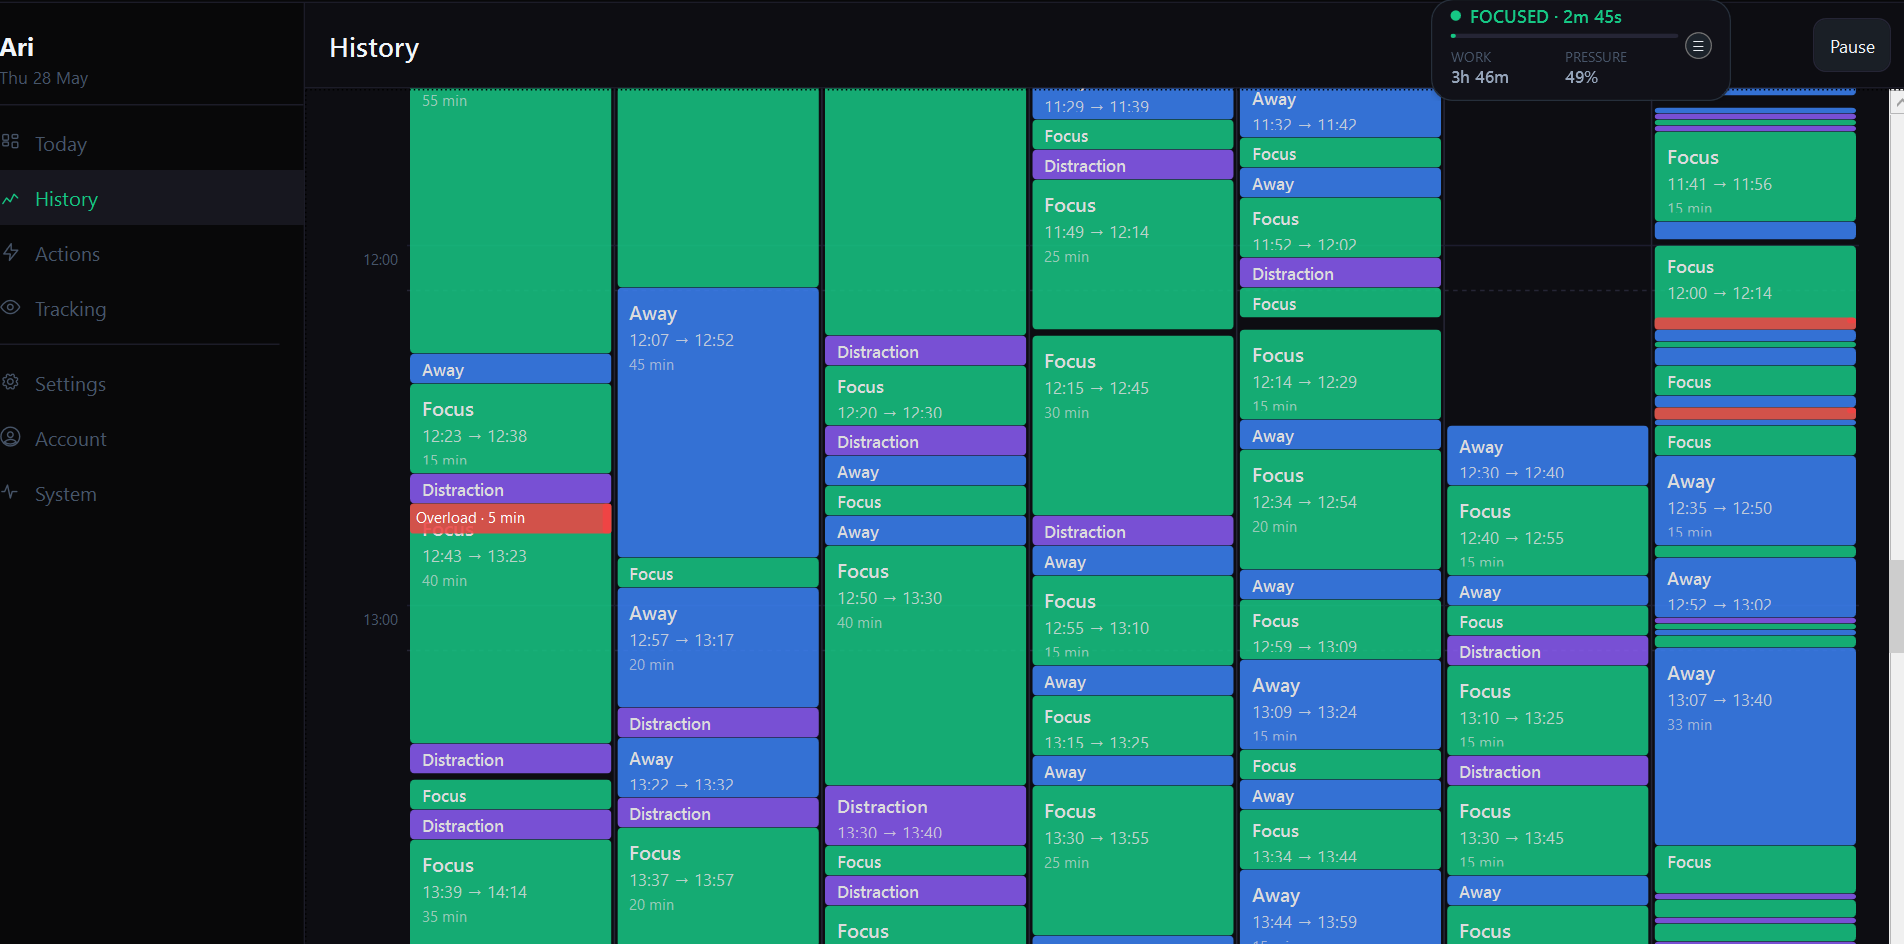 Ari
Thu 28 May
Today
History
Actions
Tracking
Settings
Account
System
History
FOCUSED · 2m 45s
WORK
3h 46m
PRESSURE
49%
Pause
12:00
13:00
55 min
Away
Focus
12:23 → 12:38
15 min
Distraction
Overload · 5 min
Focus
12:43 → 13:23
40 min
Distraction
Focus
Distraction
Focus
13:39 → 14:14
35 min
Away
12:07 → 12:52
45 min
Focus
Away
12:57 → 13:17
20 min
Distraction
Away
13:22 → 13:32
Distraction
Focus
13:37 → 13:57
20 min
Distraction
Focus
12:20 → 12:30
Distraction
Away
Focus
Away
Focus
12:50 → 13:30
40 min
Distraction
13:30 → 13:40
Focus
Distraction
Focus
11:29 → 11:39
Focus
Distraction
Focus
11:49 → 12:14
25 min
Focus
12:15 → 12:45
30 min
Distraction
Away
Focus
12:55 → 13:10
15 min
Away
Focus
13:15 → 13:25
Away
Focus
13:30 → 13:55
25 min
Away
11:32 → 11:42
Focus
Away
Focus
11:52 → 12:02
Distraction
Focus
Focus
12:14 → 12:29
15 min
Away
Focus
12:34 → 12:54
20 min
Away
Focus
12:59 → 13:09
Away
13:09 → 13:24
15 min
Focus
Away
Focus
13:34 → 13:44
Away
13:44 → 13:59
Away
12:30 → 12:40
Focus
12:40 → 12:55
15 min
Away
Focus
Distraction
Focus
13:10 → 13:25
15 min
Distraction
Focus
13:30 → 13:45
15 min
Away
Focus
Focus
11:41 → 11:56
15 min
Focus
12:00 → 12:14
Focus
Focus
Away
12:35 → 12:50
15 min
Away
12:52 → 13:02
Away
13:07 → 13:40
33 min
Focus